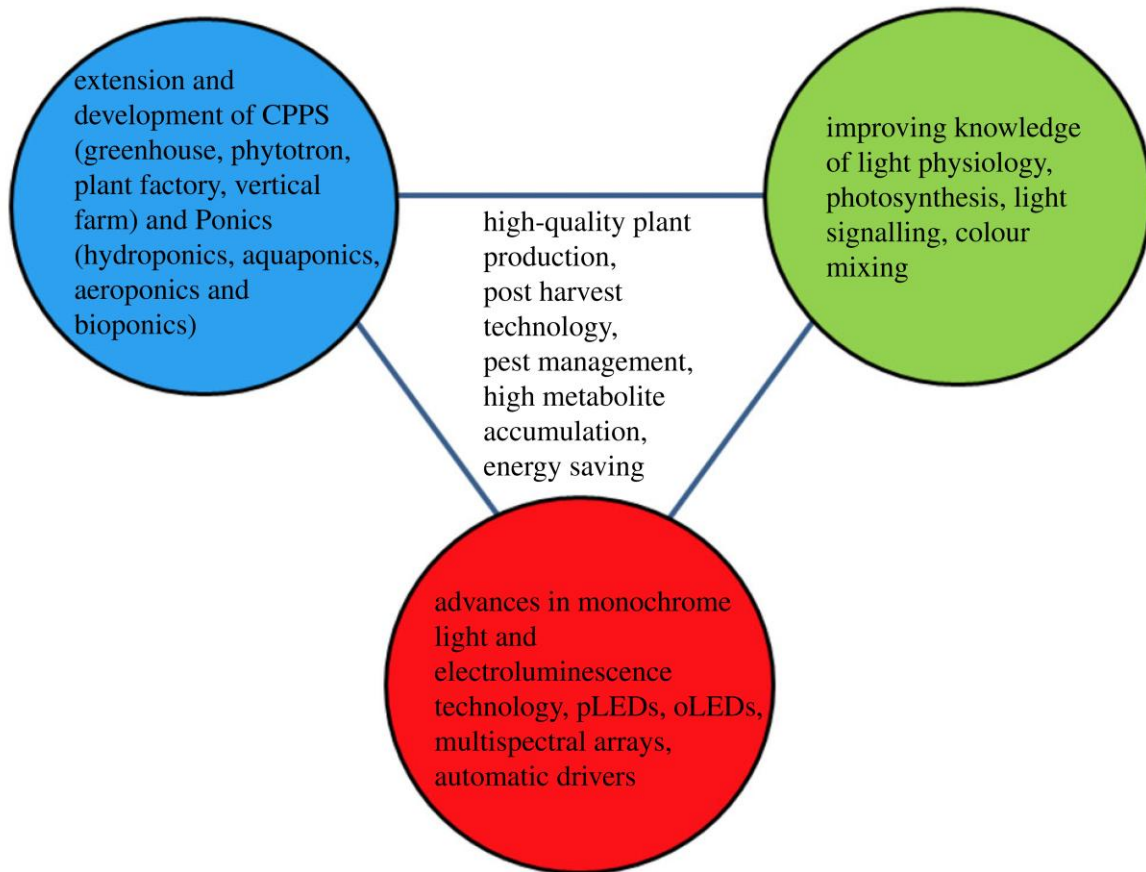 extension and
development of CPPS
(greenhouse, phytotron,
plant factory, vertical
farm) and Ponics
(hydroponics, aquaponics,
aeroponics and
bioponics)
improving knowledge
of light physiology,
photosynthesis, light
signalling, colour
mixing
high-quality plant
production,
post harvest
technology,
pest management,
high metabolite
accumulation,
energy saving
advances in monochrome
light and
electroluminescence
technology, pLEDs, oLEDs,
multispectral arrays,
automatic drivers